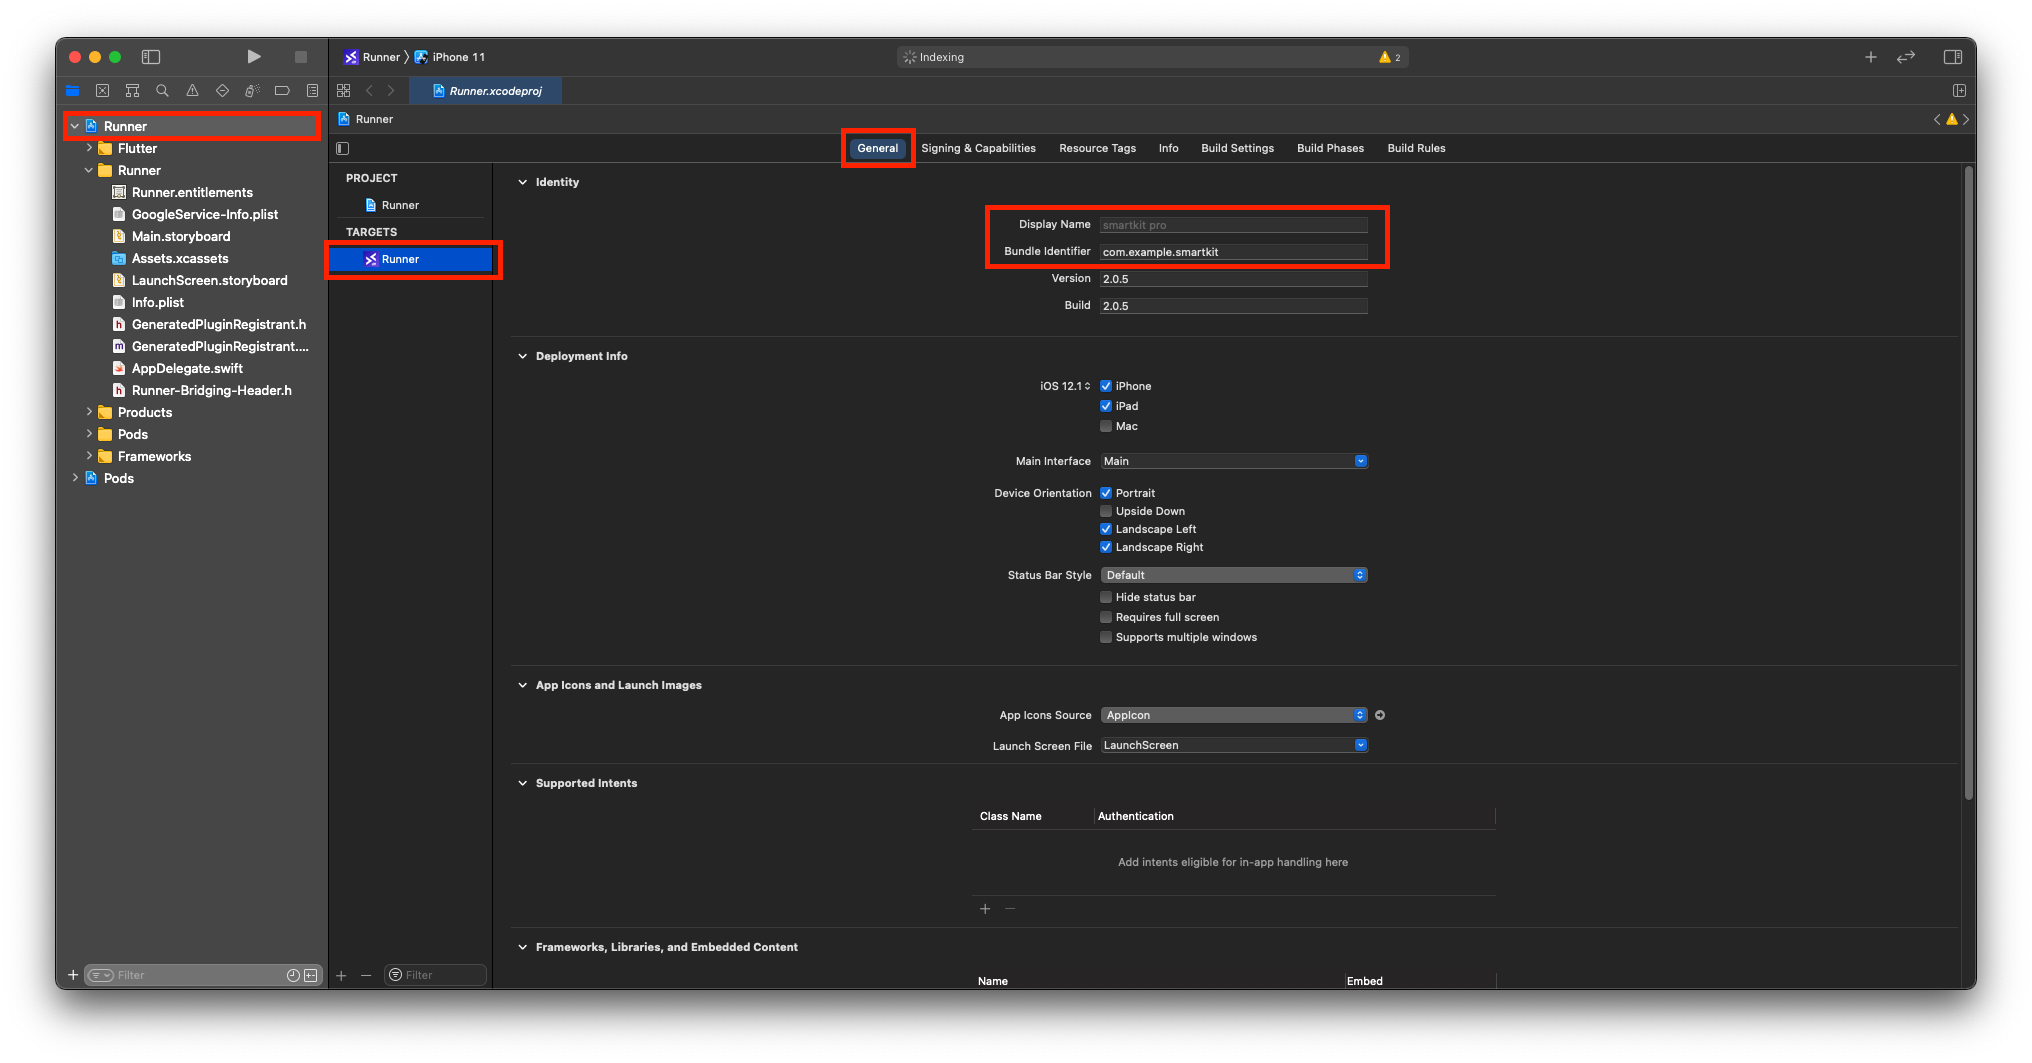 Runner 〉 iPhone 11
Indexing
2
Runner.xcodeproj
Runner
Runner
Flutter
Runner
Runner.entitlements
GoogleService-Info.plist
Main.storyboard
Assets.xcassets
LaunchScreen.storyboard
Info.plist
GeneratedPluginRegistrant.h
GeneratedPluginRegistrant....
AppDelegate.swift
Runner-Bridging-Header.h
Products
Pods
Frameworks
Pods
Filter
PROJECT
Runner
TARGETS
Runner
Filter
General Signing & Capabilities Resource Tags Info Build Settings Build Phases Build Rules
Identity
Display Name smartkit pro
Bundle Identifier com.example.smartkit
Version 2.0.5
Build 2.0.5
Deployment Info
iOS 12.1 iPhone
iPad
Mac
Main Interface Main
Device Orientation Portrait
Upside Down
Landscape Left
Landscape Right
Status Bar Style Default
Hide status bar
Requires full screen
Supports multiple windows
App Icons and Launch Images
App Icons Source AppIcon
Launch Screen File LaunchScreen
Supported Intents
Class Name Authentication
Add intents eligible for in-app handling here
Frameworks, Libraries, and Embedded Content
Name Embed